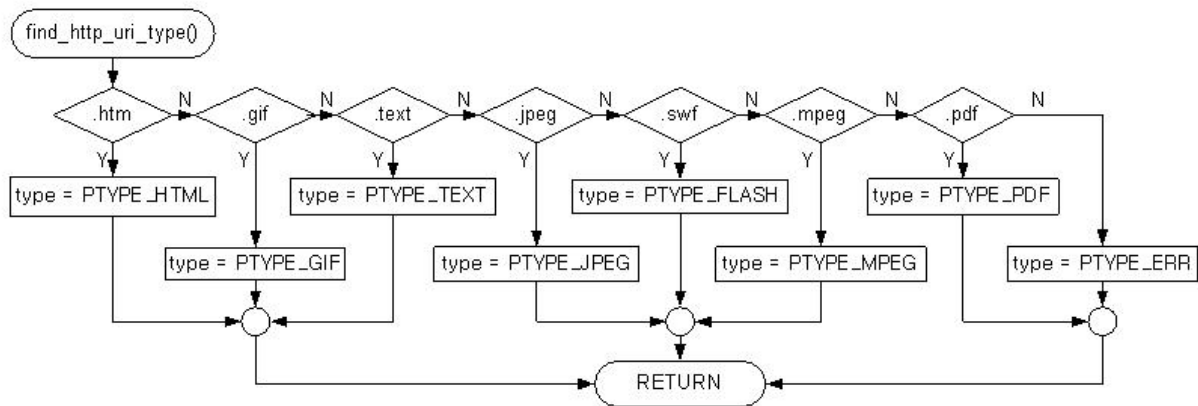 find_http_uri_type()
N
N
N
N
N
N
N
.htm
.gif
.text
.jpeg
.swf
.mpeg
.pdf
Y
Y
Y
Y
Y
Y
Y
type = PTYPE_HTML
type = PTYPE_TEXT
type = PTYPE_FLASH
type = PTYPE_PDF
type = PTYPE_GIF
type = PTYPE_JPEG
type = PTYPE_MPEG
type = PTYPE_ERR
RETURN